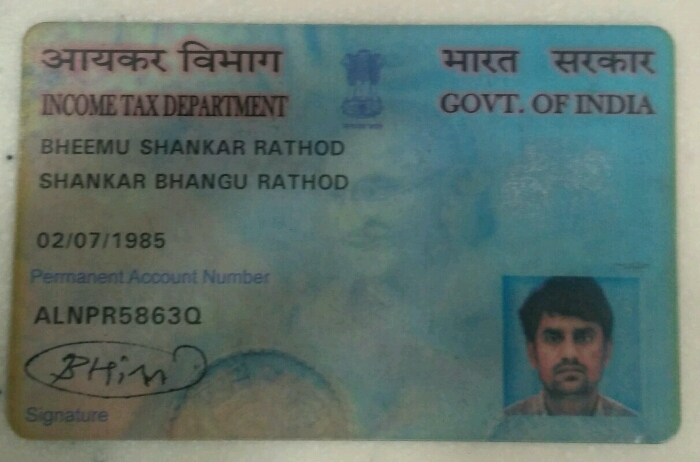 आयकर विभाग
भारत सरकार
INCOME TAX DEPARTMENT
GOVT. OF INDIA
BHEEMU SHANKAR RATHOD
SHANKAR BHANGU RATHOD
02/07/1985
Permanent Account Number
ALNPR5863Q
Signature